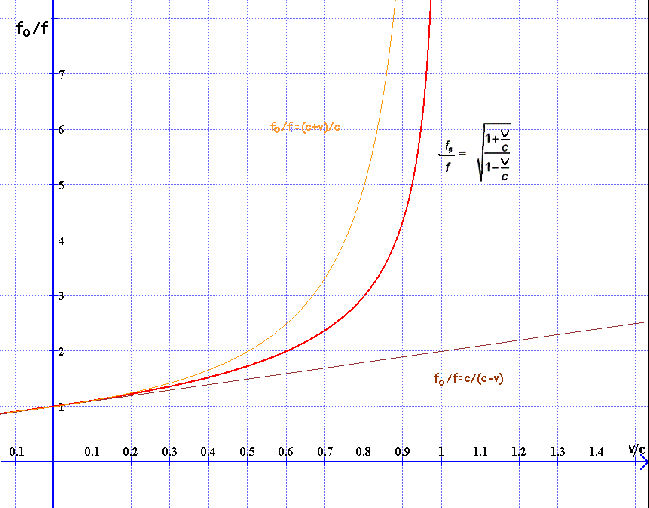 f₀/f
7
f₀/f=(c+v)/c
6
f₀/f = √((1+v/c)/(1−v/c))
5
4
3
2
f₀/f=c/(c-v)
1
v/c
0.1 0.1 0.2 0.3 0.4 0.5 0.6 0.7 0.8 0.9 1 1.1 1.2 1.3 1.4